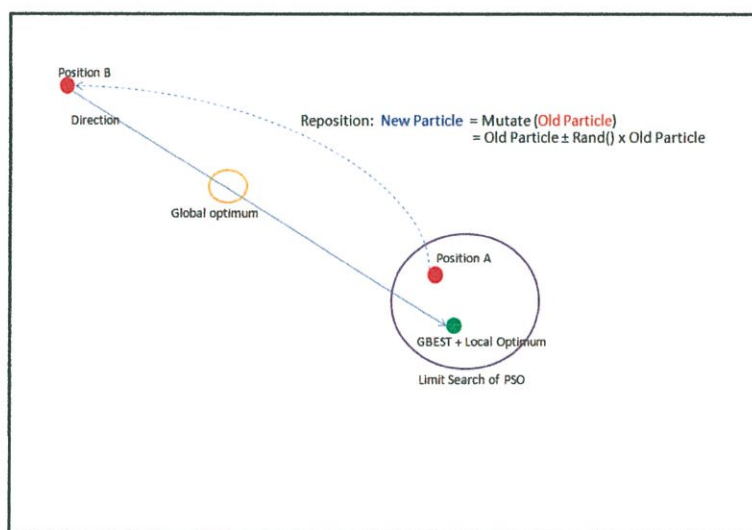 Position B
Direction
Reposition: New Particle = Mutate (Old Particle)
= Old Particle ± Rand() x Old Particle
Global optimum
Position A
GBEST + Local Optimum
Limit Search of PSO